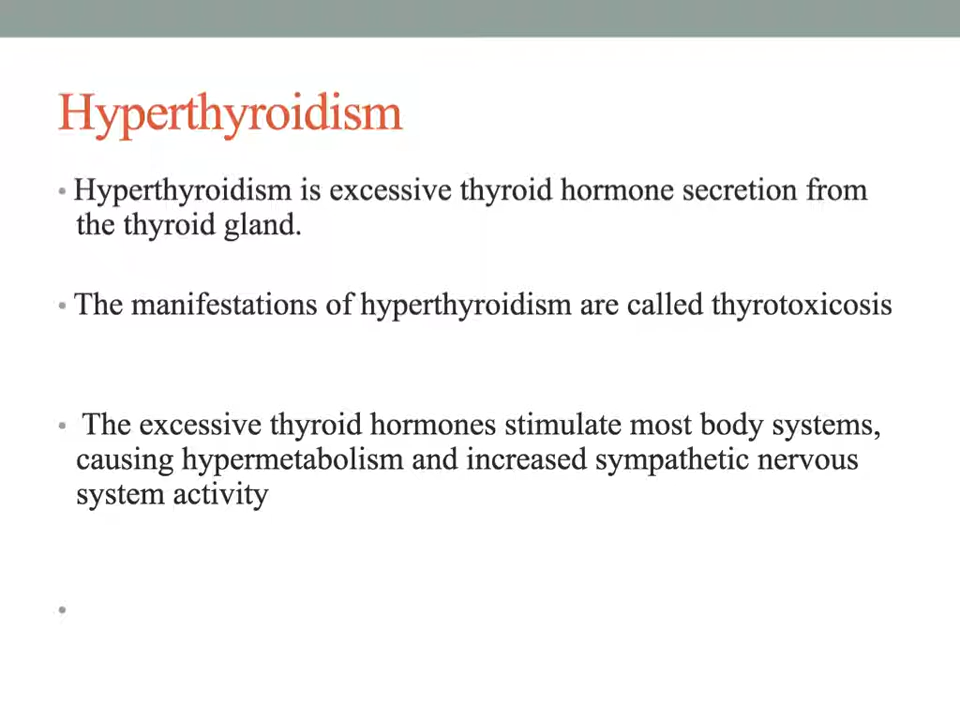 Hyperthyroidism
• Hyperthyroidism is excessive thyroid hormone secretion from
the thyroid gland.
• The manifestations of hyperthyroidism are called thyrotoxicosis
• The excessive thyroid hormones stimulate most body systems,
causing hypermetabolism and increased sympathetic nervous
system activity
•